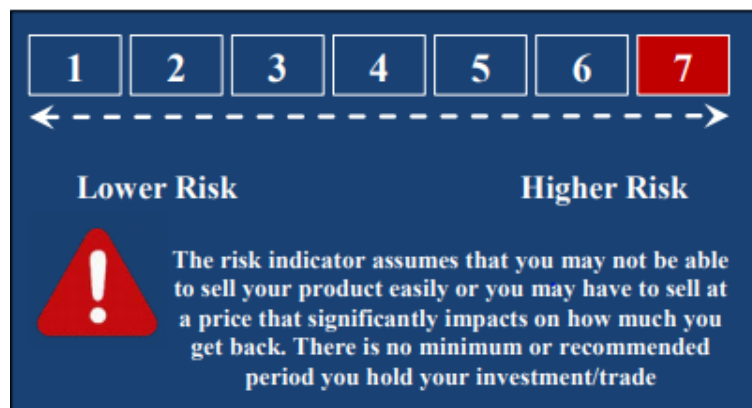 1 2 3 4 5 6 7
Lower Risk Higher Risk
The risk indicator assumes that you may not be able
to sell your product easily or you may have to sell at
a price that significantly impacts on how much you
get back. There is no minimum or recommended
period you hold your investment/trade